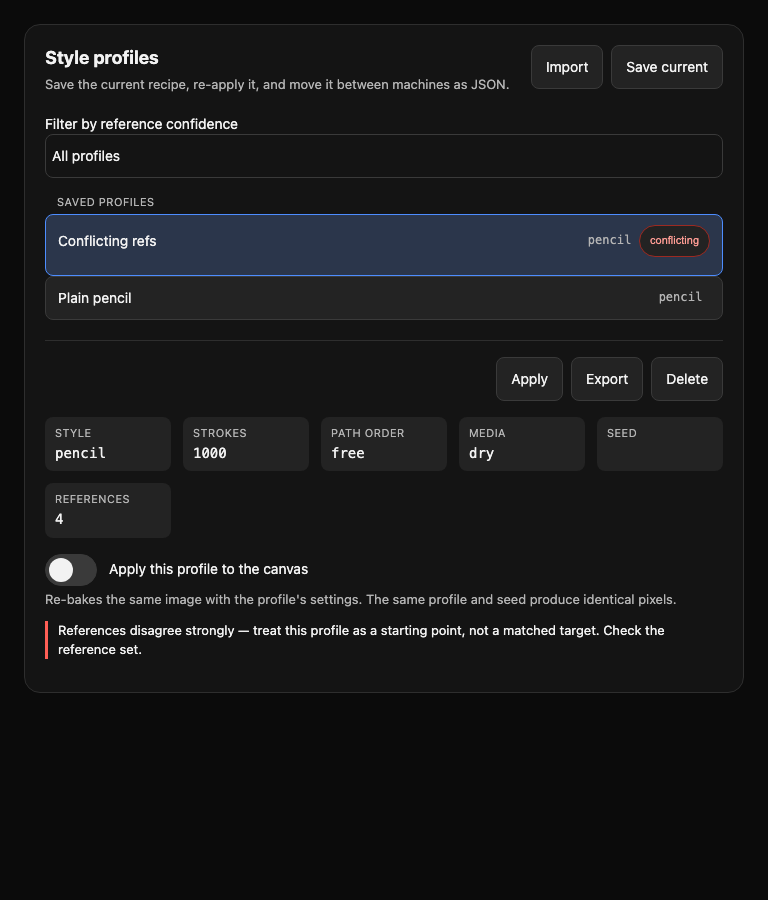 Style profiles
Save the current recipe, re-apply it, and move it between machines as JSON.
Import
Save current
Filter by reference confidence
All profiles
SAVED PROFILES
Conflicting refs
pencil
conflicting
Plain pencil
pencil
Apply
Export
Delete
STYLE
pencil
STROKES
1000
PATH ORDER
free
MEDIA
dry
SEED
REFERENCES
4
Apply this profile to the canvas
Re-bakes the same image with the profile's settings. The same profile and seed produce identical pixels.
References disagree strongly — treat this profile as a starting point, not a matched target. Check the
reference set.